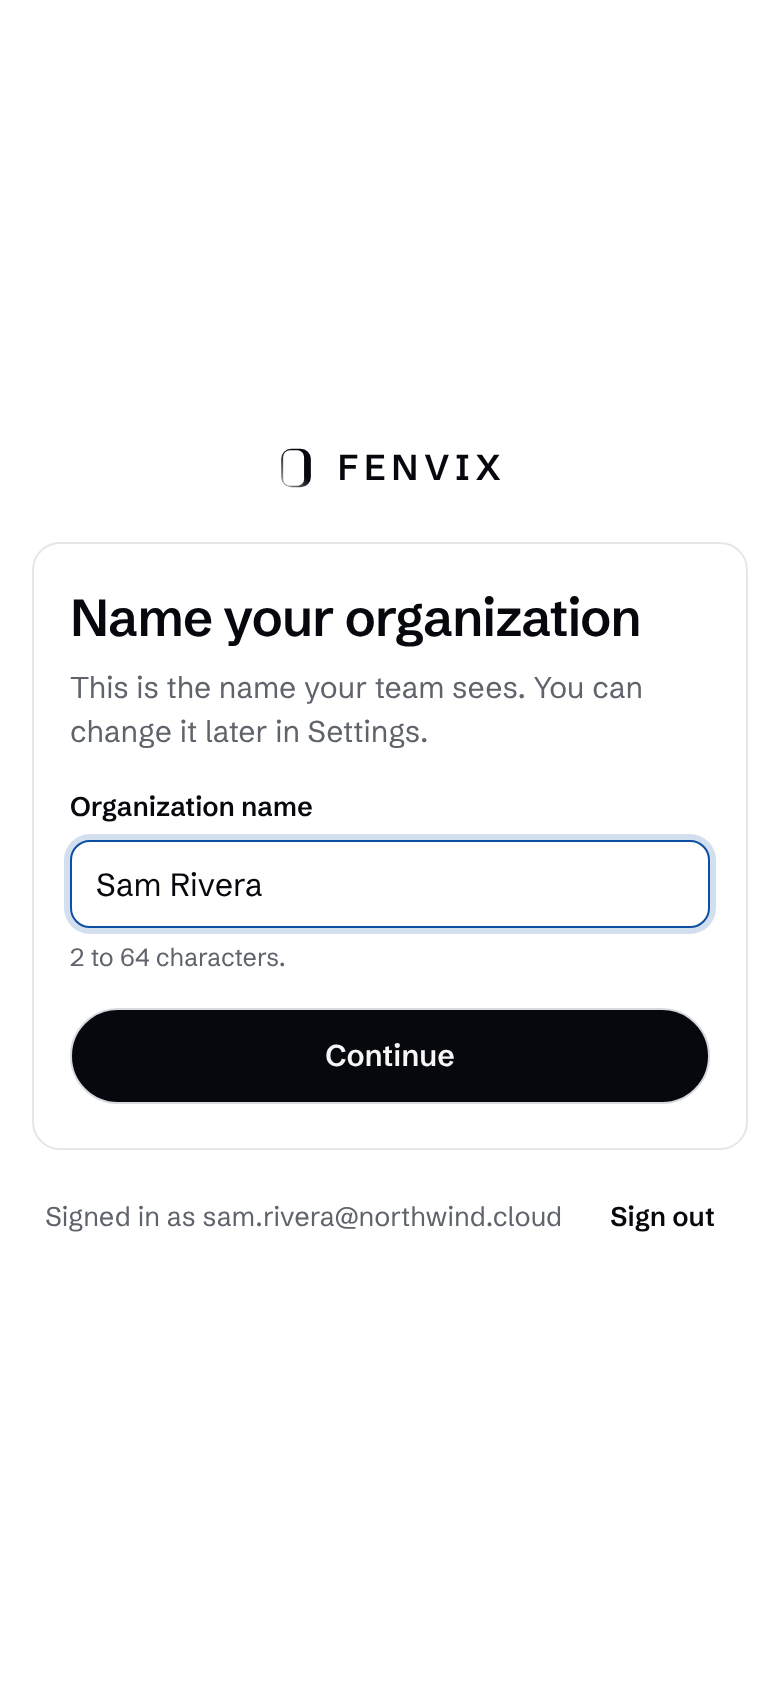 FENVIX
Name your organization
This is the name your team sees. You can
change it later in Settings.
Organization name
Sam Rivera
2 to 64 characters.
Continue
Signed in as sam.rivera@northwind.cloud Sign out